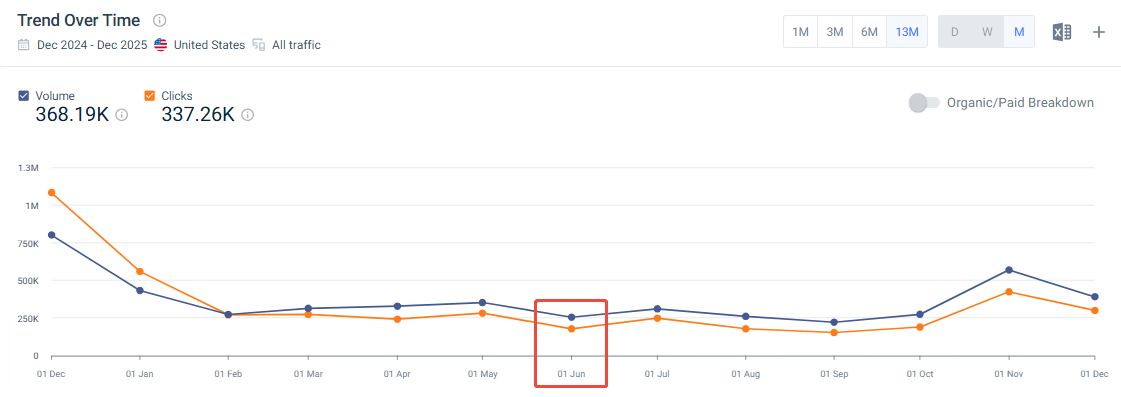 Trend Over Time
Dec 2024 - Dec 2025 United States All traffic
1M 3M 6M 13M D W M
Volume Clicks
368.19K 337.26K
Organic/Paid Breakdown
1.3M
1M
750K
500K
250K
0
01 Dec 01 Jan 01 Feb 01 Mar 01 Apr 01 May 01 Jun 01 Jul 01 Aug 01 Sep 01 Oct 01 Nov 01 Dec